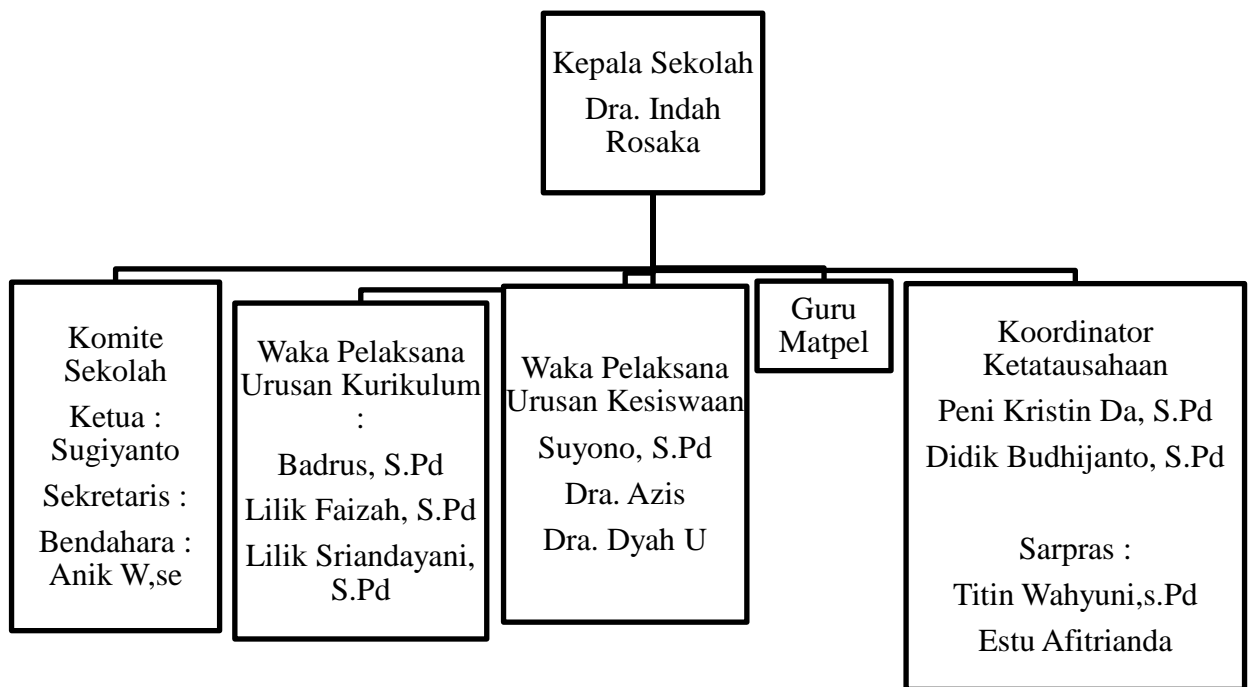 Kepala Sekolah
Dra. Indah
Rosaka
Komite
Sekolah
Ketua :
Sugiyanto
Sekretaris :
Bendahara :
Anik W,se
Waka Pelaksana
Urusan Kurikulum
:
Badrus, S.Pd
Lilik Faizah, S.Pd
Lilik Sriandayani,
S.Pd
Waka Pelaksana
Urusan Kesiswaan
Suyono, S.Pd
Dra. Azis
Dra. Dyah U
Guru
Matpel
Koordinator
Ketatausahaan
Peni Kristin Da, S.Pd
Didik Budhijanto, S.Pd
Sarpras :
Titin Wahyuni,s.Pd
Estu Afitrianda